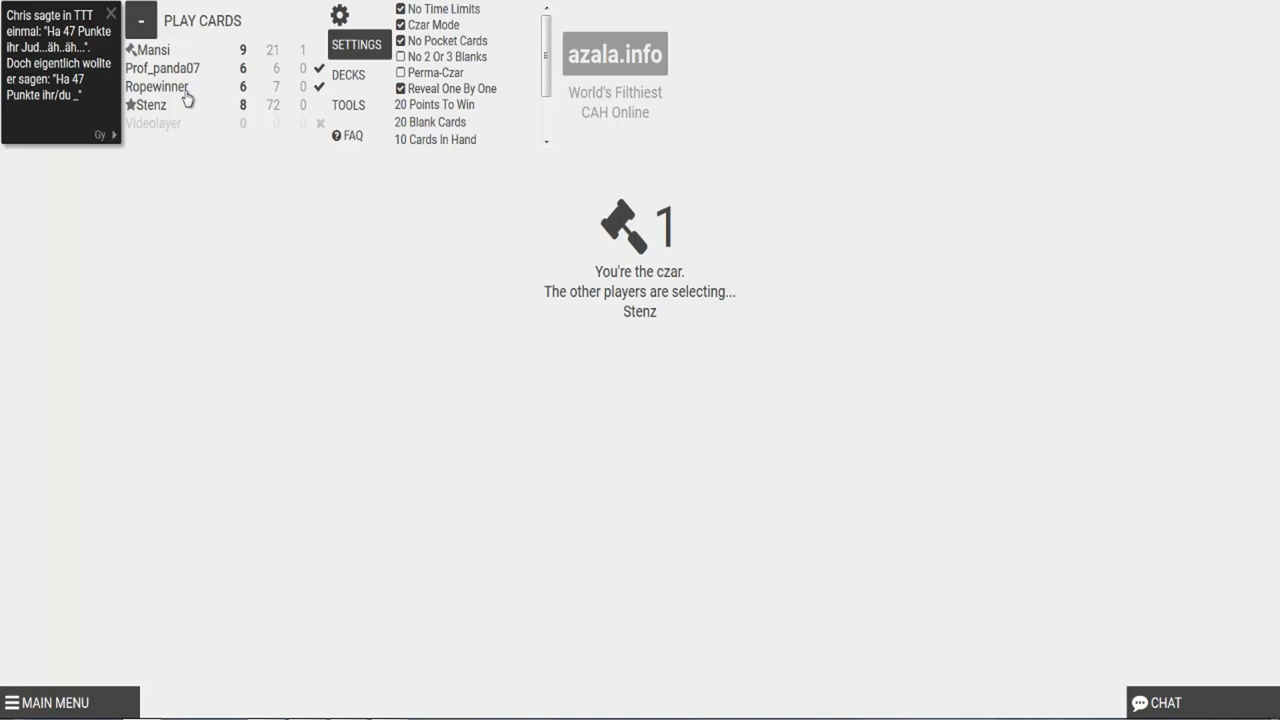 Chris sagte in TTT
einmal: "Ha 47 Punkte
ihr Jud...äh..äh...".
Doch eigentlich wollte
er sagen: "Ha 47
Punkte ihr/du _"
Gy
- PLAY CARDS
Mansi 9 21 1
Prof_panda07 6 6 0
Ropewinner 6 7 0
Stenz 8 72 0
Videolayer 0 0 0
SETTINGS
DECKS
TOOLS
FAQ
No Time Limits
Czar Mode
No Pocket Cards
No 2 Or 3 Blanks
Perma-Czar
Reveal One By One
20 Points To Win
20 Blank Cards
10 Cards In Hand
azala.info
World's Filthiest
CAH Online
1
You're the czar.
The other players are selecting...
Stenz
MAIN MENU
CHAT